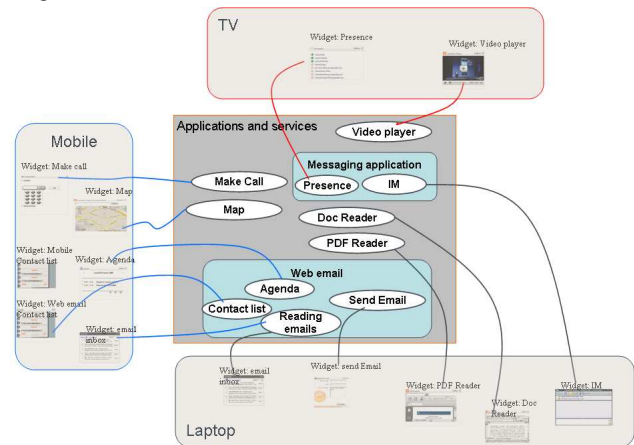 TV
Widget: Presence
Widget: Video player
Applications and services
Video player
Mobile
Widget: Make call
Messaging application
Make Call
Presence
IM
Widget: Map
Map
Doc Reader
PDF Reader
Widget: Mobile
Contact list
Widget: Agenda
Web email
Agenda
Send Email
Widget: Web email
Contact list
Contact list
Reading
emails
Widget: email
inbox
Widget: email
inbox
Widget: send Email
Widget: PDF Reader
Widget: IM
Widget: Doc
Reader
Laptop